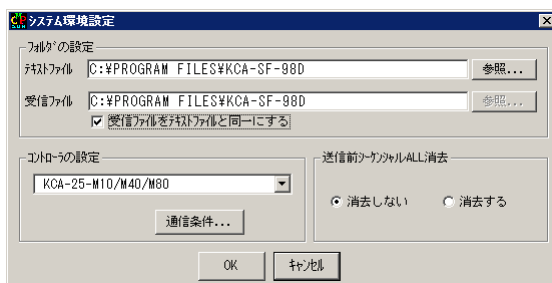 システム環境設定
ﾌｫﾙﾀﾞの設定
ﾃｷｽﾄﾌｧｲﾙ C:¥PROGRAM FILES¥KCA-SF-98D 参照...
受信ﾌｧｲﾙ C:¥PROGRAM FILES¥KCA-SF-98D 参照...
受信ﾌｧｲﾙをﾃｷｽﾄﾌｧｲﾙと同一にする
ｺﾝﾄﾛｰﾗの設定
KCA-25-M10/M40/M80
通信条件...
送信前ｼｰｹﾝｼｬﾙALL消去
消去しない 消去する
OK ｷｬﾝｾﾙ